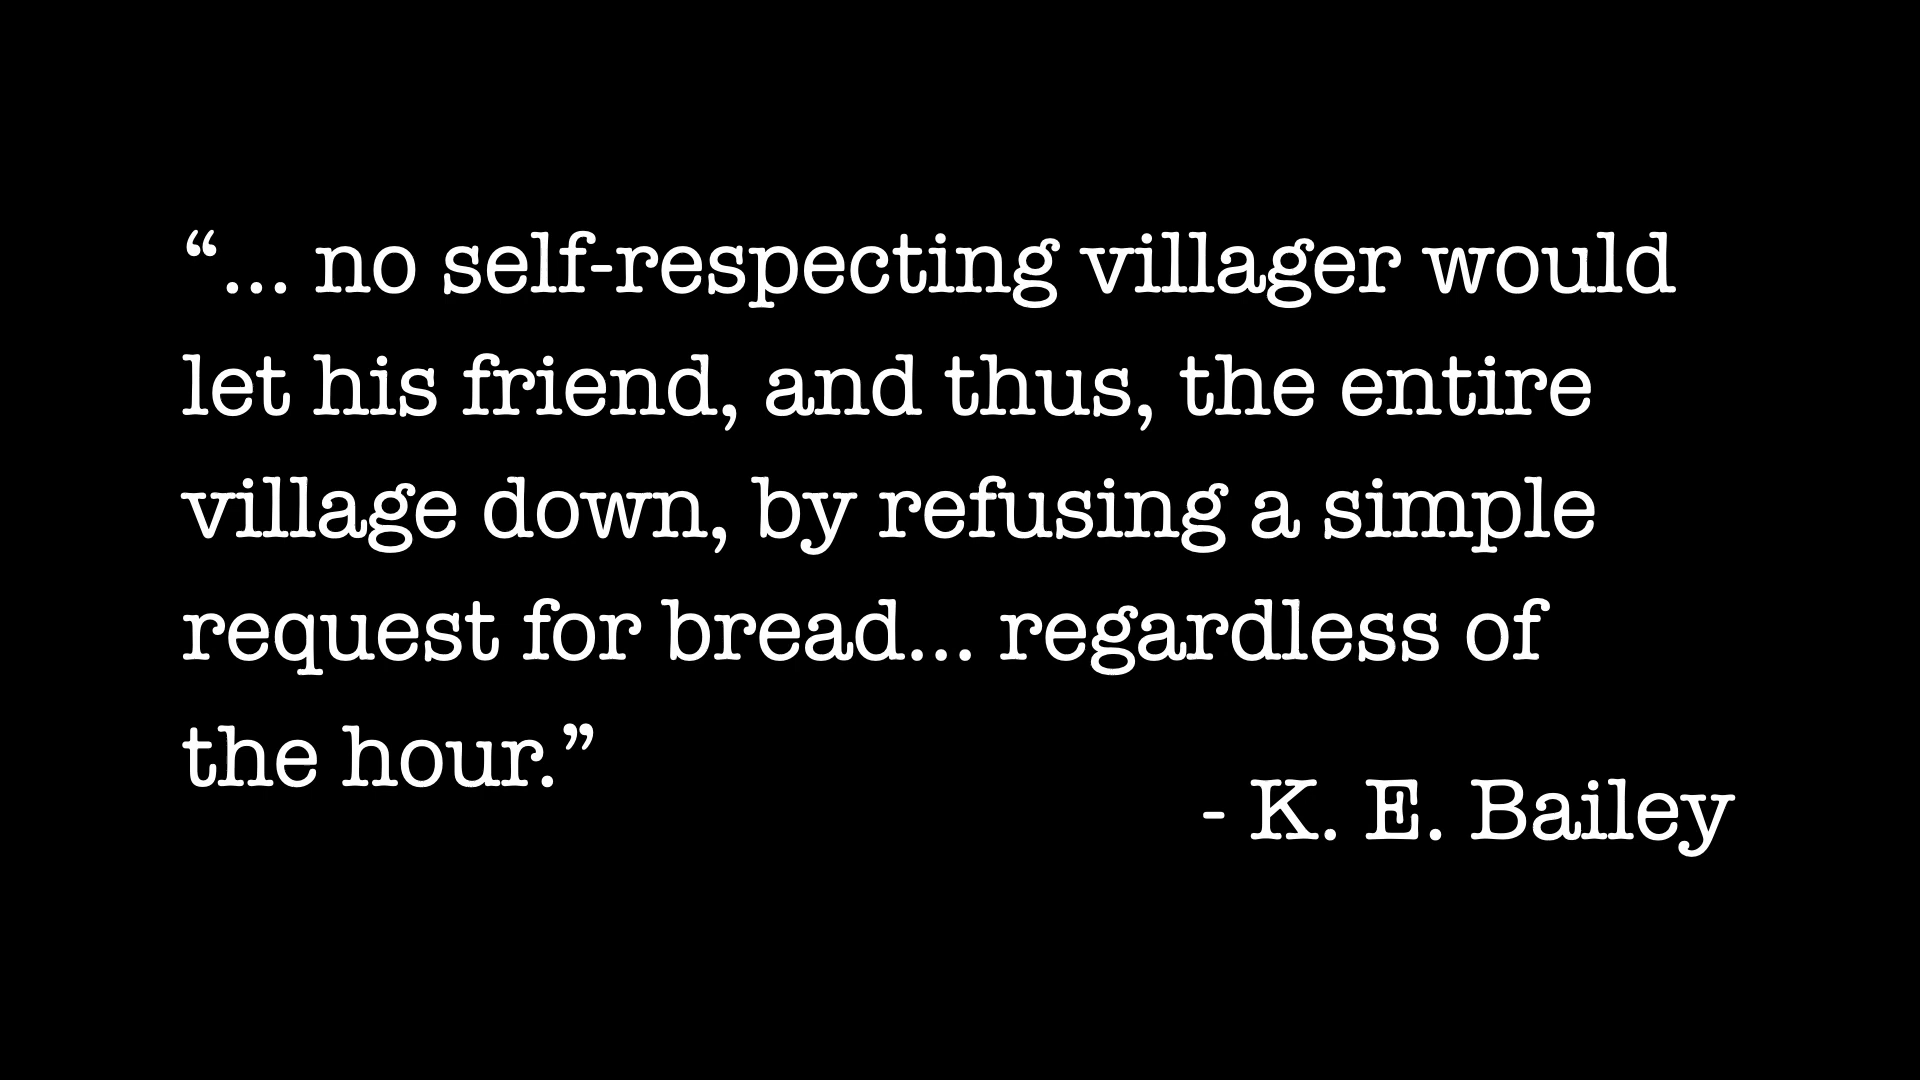 “... no self-respecting villager would
let his friend, and thus, the entire
village down, by refusing a simple
request for bread... regardless of
the hour.”
- K. E. Bailey